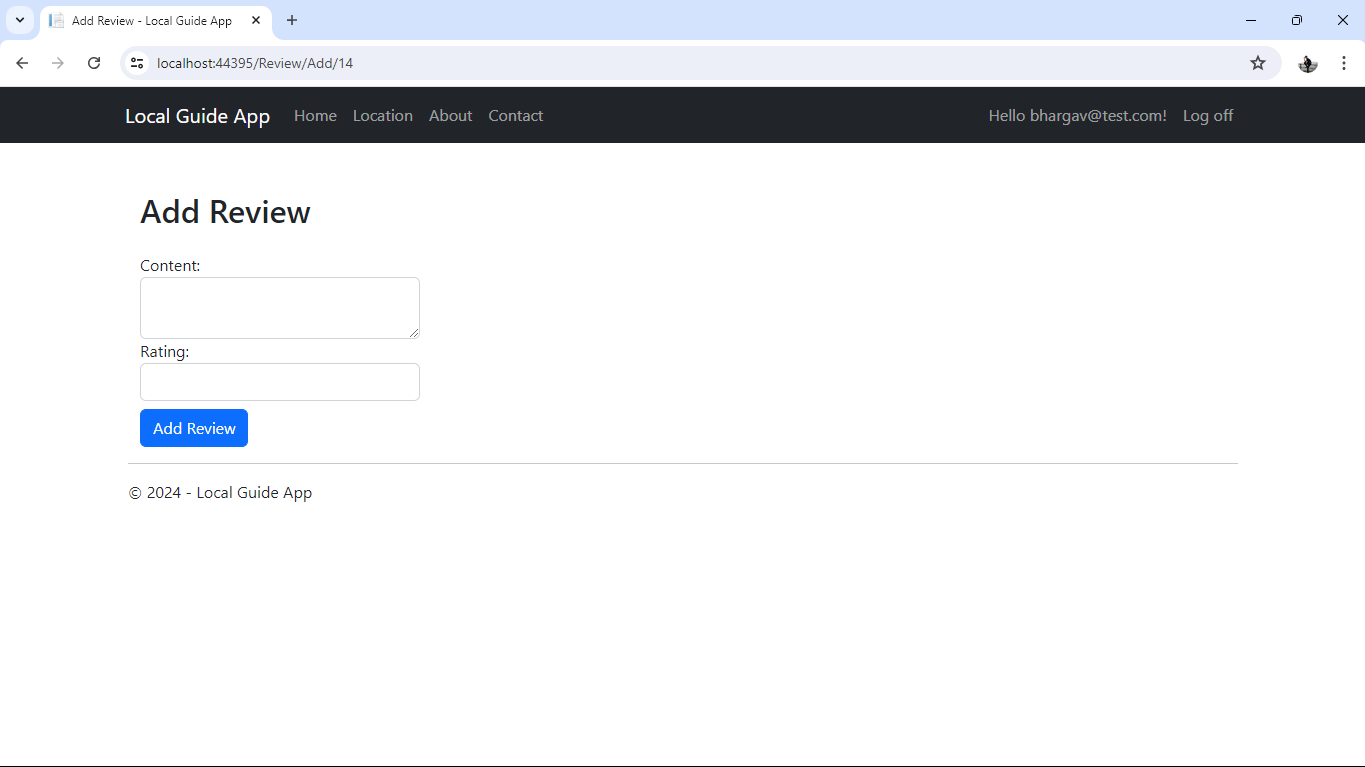 Add Review - Local Guide App
localhost:44395/Review/Add/14
Local Guide App Home Location About Contact Hello bhargav@test.com! Log off
Add Review
Content:
Rating:
Add Review
© 2024 - Local Guide App